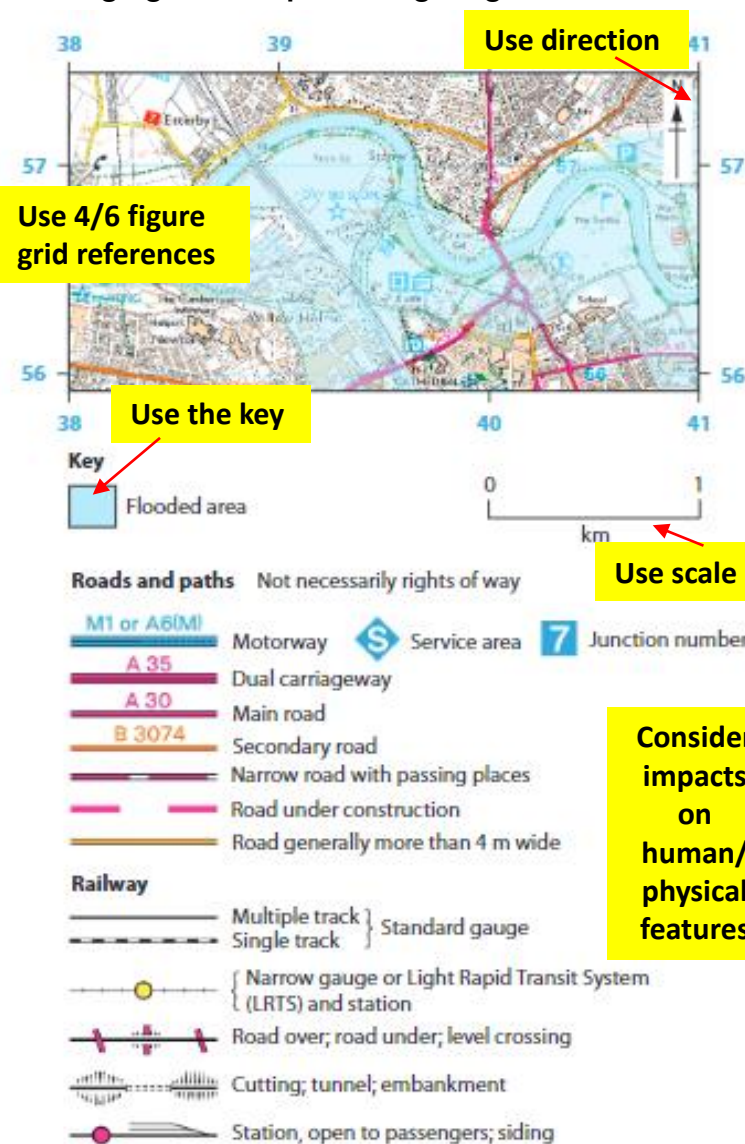 38 39 41
Use direction
N
Etterby
57 57
Use 4/6 figure
grid references
School
56 56
38 40 41
Use the key
Key
Flooded area
0 1
km
Use scale
Roads and paths Not necessarily rights of way
M1 or A6(M)
Motorway S Service area 7 Junction number
A 35
Dual carriageway
A 30
Main road
B 3074
Secondary road
Narrow road with passing places
Road under construction
Road generally more than 4 m wide
Consider
impacts
on
human/
physical
features
Railway
Multiple track
Single track
Standard gauge
Narrow gauge or Light Rapid Transit System
(LRTS) and station
Road over; road under; level crossing
Cutting; tunnel; embankment
Station, open to passengers; siding